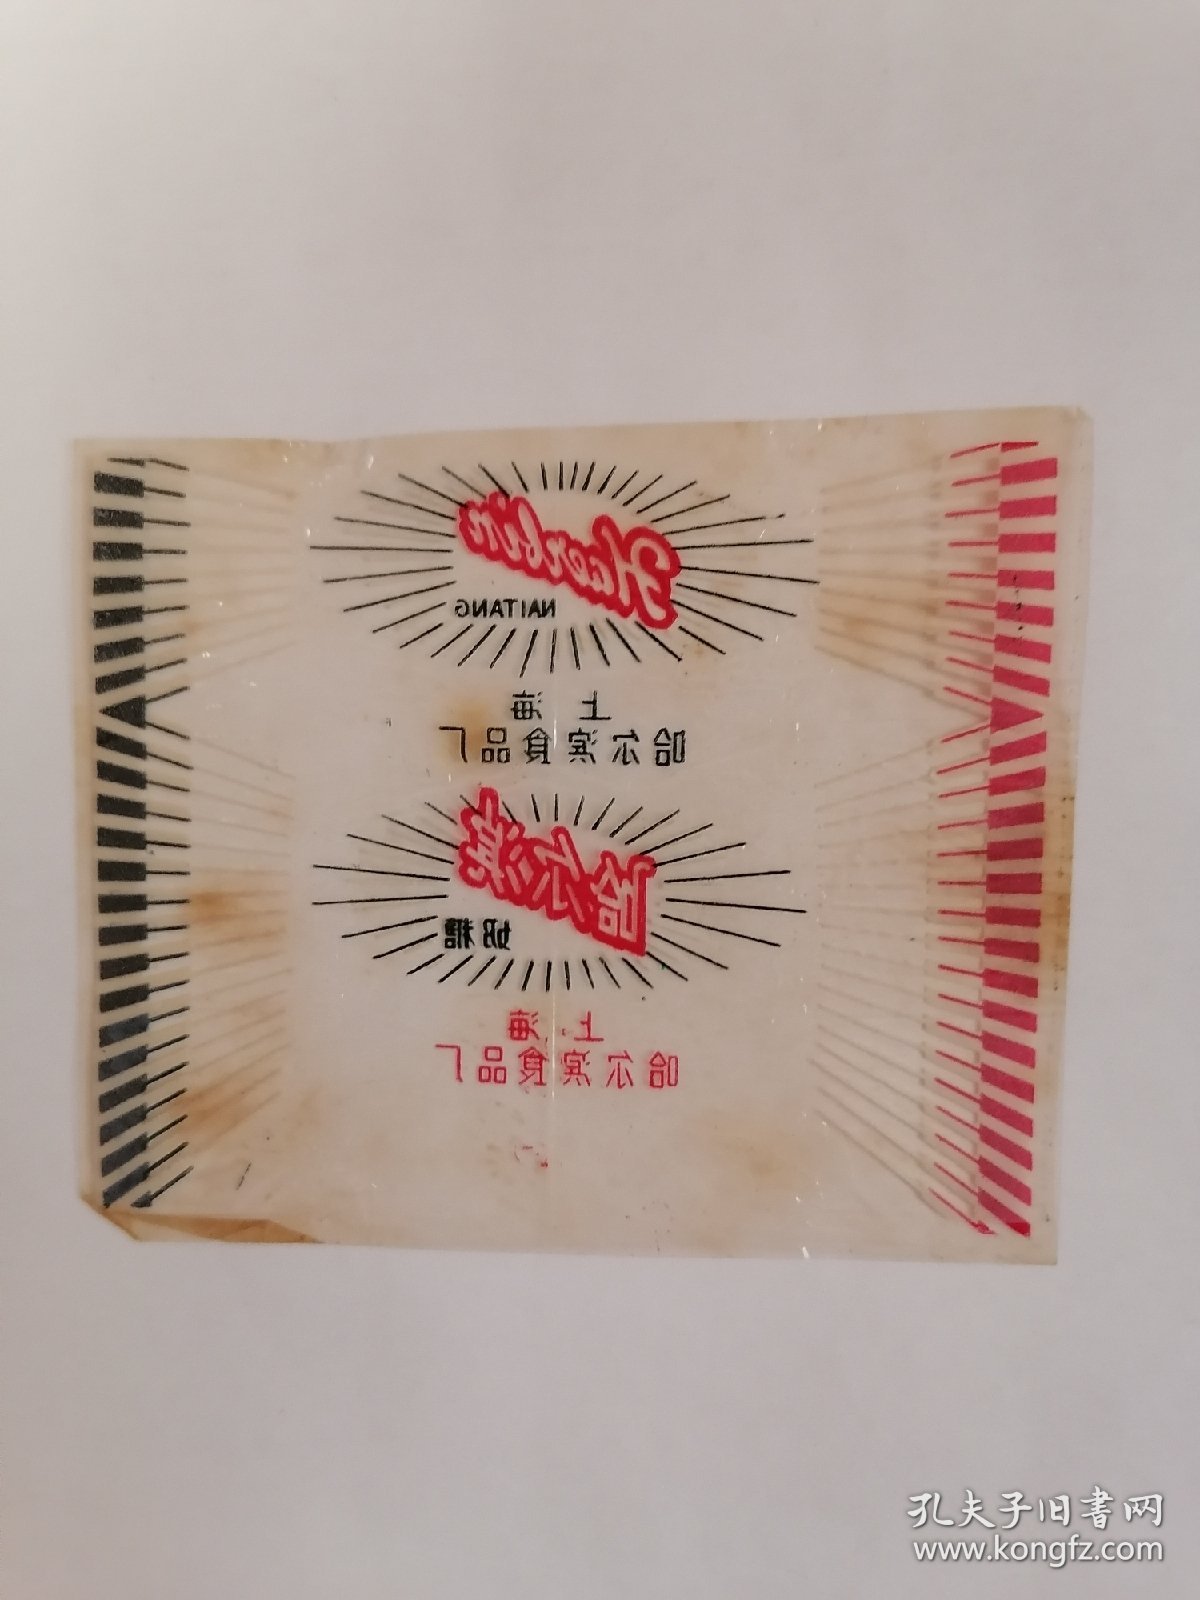 Haerbin
NAITANG
上海
哈尔滨食品厂
哈尔滨
奶糖
上海
哈尔滨食品厂
孔夫子旧书网
www.kongfz.com